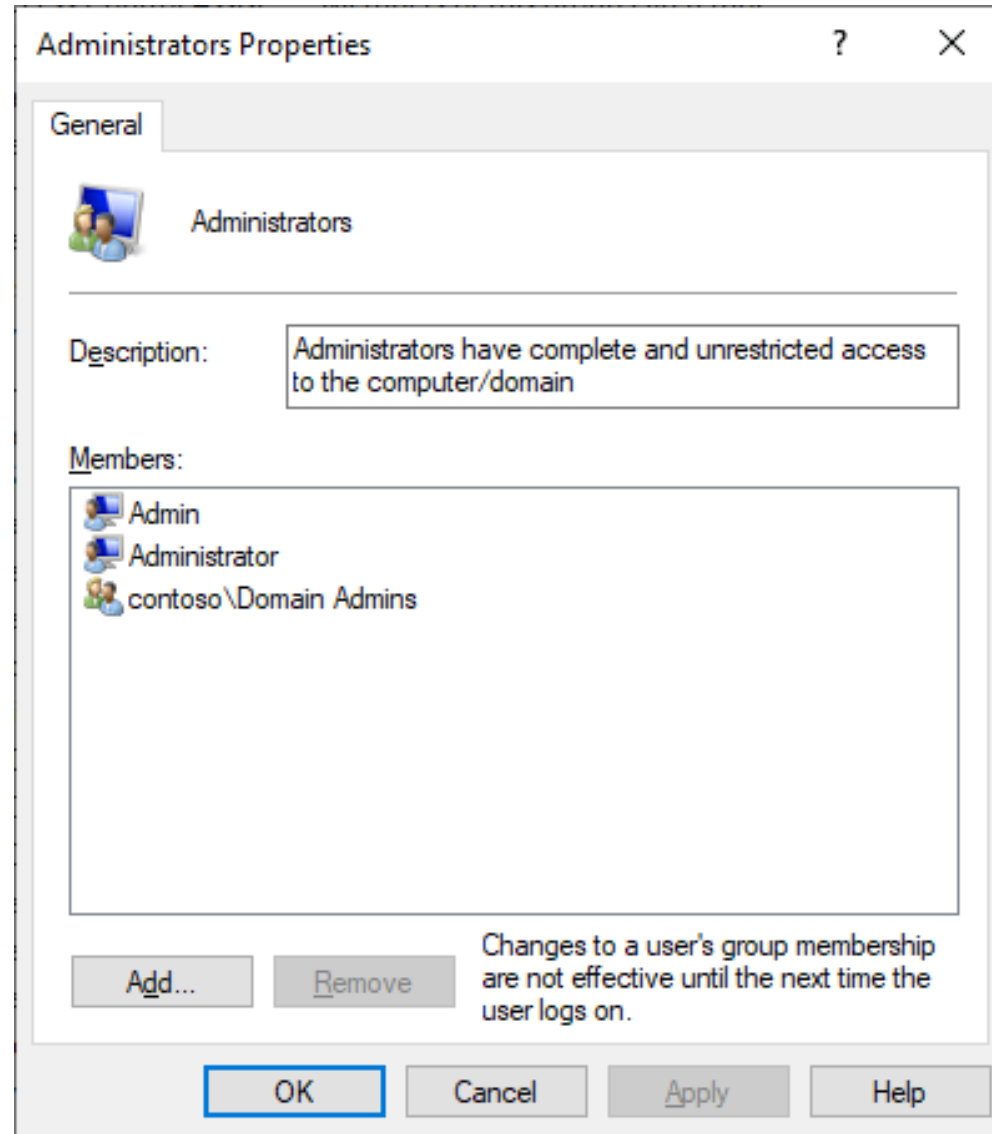 Administrators Properties
?
General
Administrators
Description:
Administrators have complete and unrestricted access
to the computer/domain
Members:
Admin
Administrator
contoso\Domain Admins
Add...
Remove
Changes to a user's group membership
are not effective until the next time the
user logs on.
OK
Cancel
Apply
Help